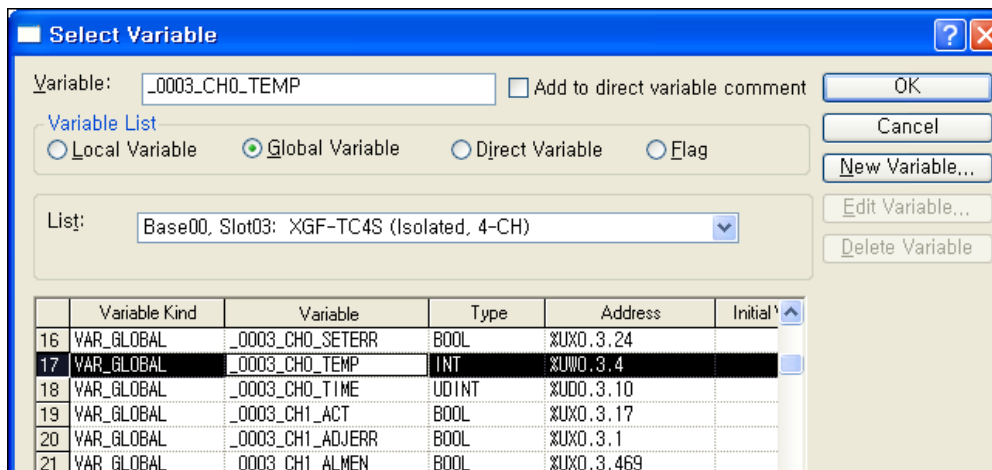 Select Variable
Variable: _0003_CH0_TEMP Add to direct variable comment OK
Variable List Cancel
Local Variable Global Variable Direct Variable Flag
New Variable...
List: Base00, Slot03: XGF-TC4S (Isolated, 4-CH) Edit Variable...
Delete Variable
Variable Kind Variable Type Address Initial
16 VAR_GLOBAL _0003_CH0_SETERR BOOL %UX0.3.24
17 VAR_GLOBAL _0003_CH0_TEMP INT %UW0.3.4
18 VAR_GLOBAL _0003_CH0_TIME UDINT %UD0.3.10
19 VAR_GLOBAL _0003_CH1_ACT BOOL %UX0.3.17
20 VAR_GLOBAL _0003_CH1_ADJERR BOOL %UX0.3.1
21 VAR_GLOBAL _0003_CH1_ALMEN BOOL %UX0.3.469